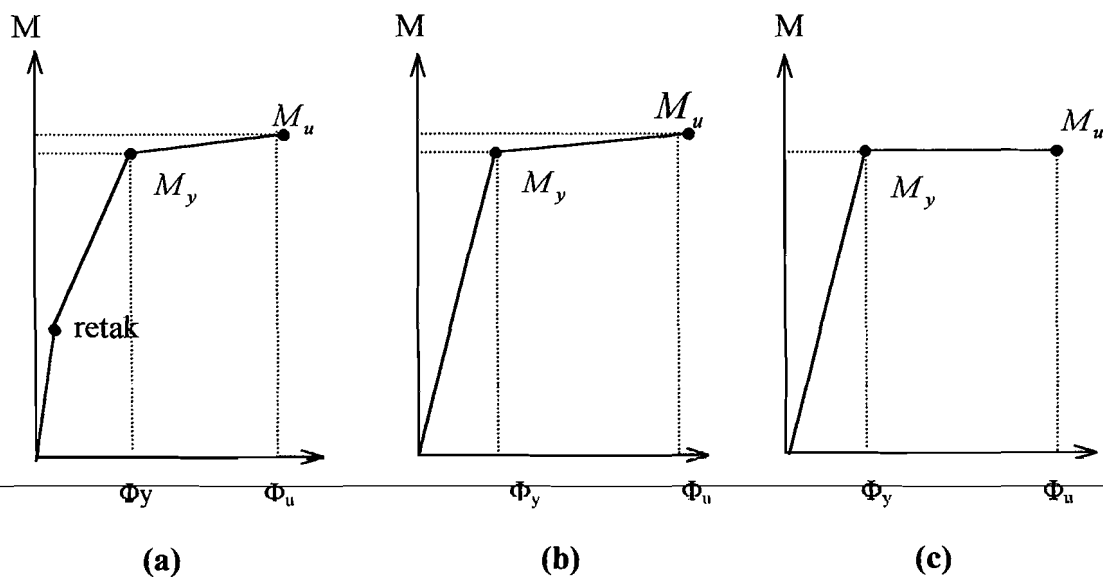 M M M
M_u M_u M_u
M_y M_y M_y
retak
Φy Φ_u Φ_y Φ_u Φ_y Φ_u
(a) (b) (c)